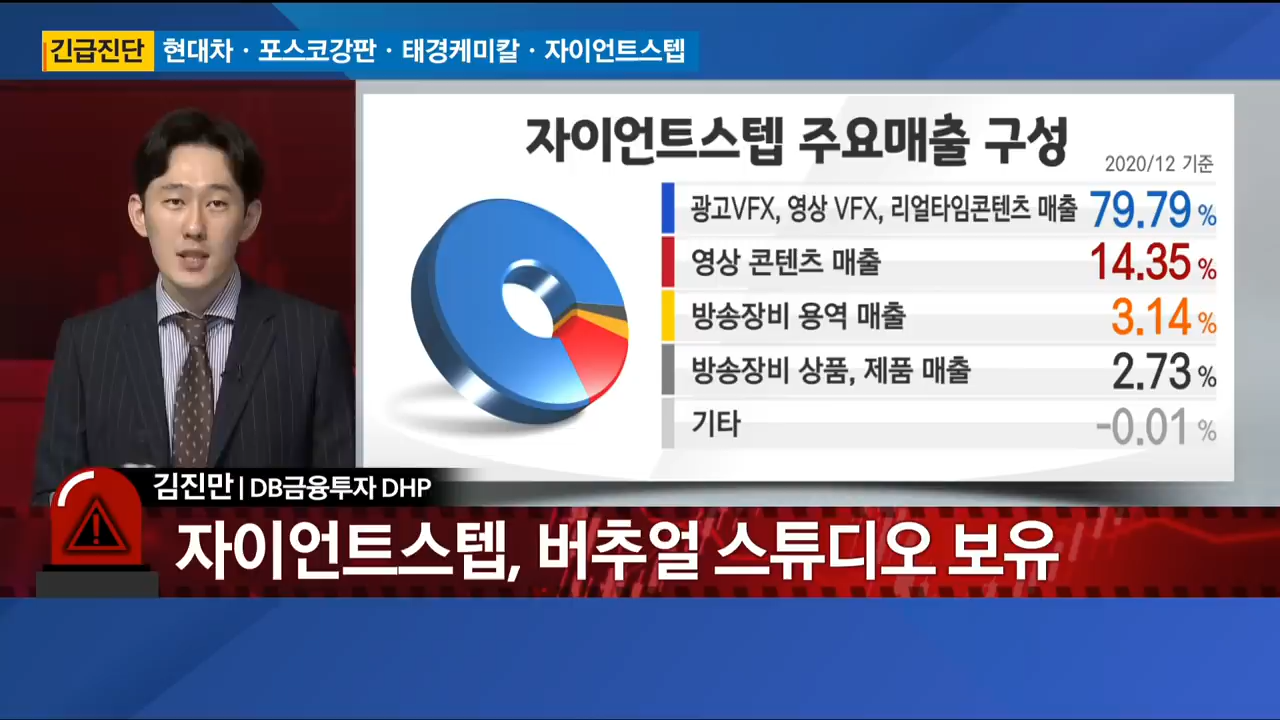 긴급진단 현대차 · 포스코강판 · 태경케미칼 · 자이언트스텝
자이언트스텝 주요매출 구성
2020/12 기준
광고VFX, 영상 VFX, 리얼타임콘텐츠 매출 79.79 %
영상 콘텐츠 매출 14.35 %
방송장비 용역 매출 3.14 %
방송장비 상품, 제품 매출 2.73 %
기타 -0.01 %
김진만 | DB금융투자 DHP
자이언트스텝, 버추얼 스튜디오 보유